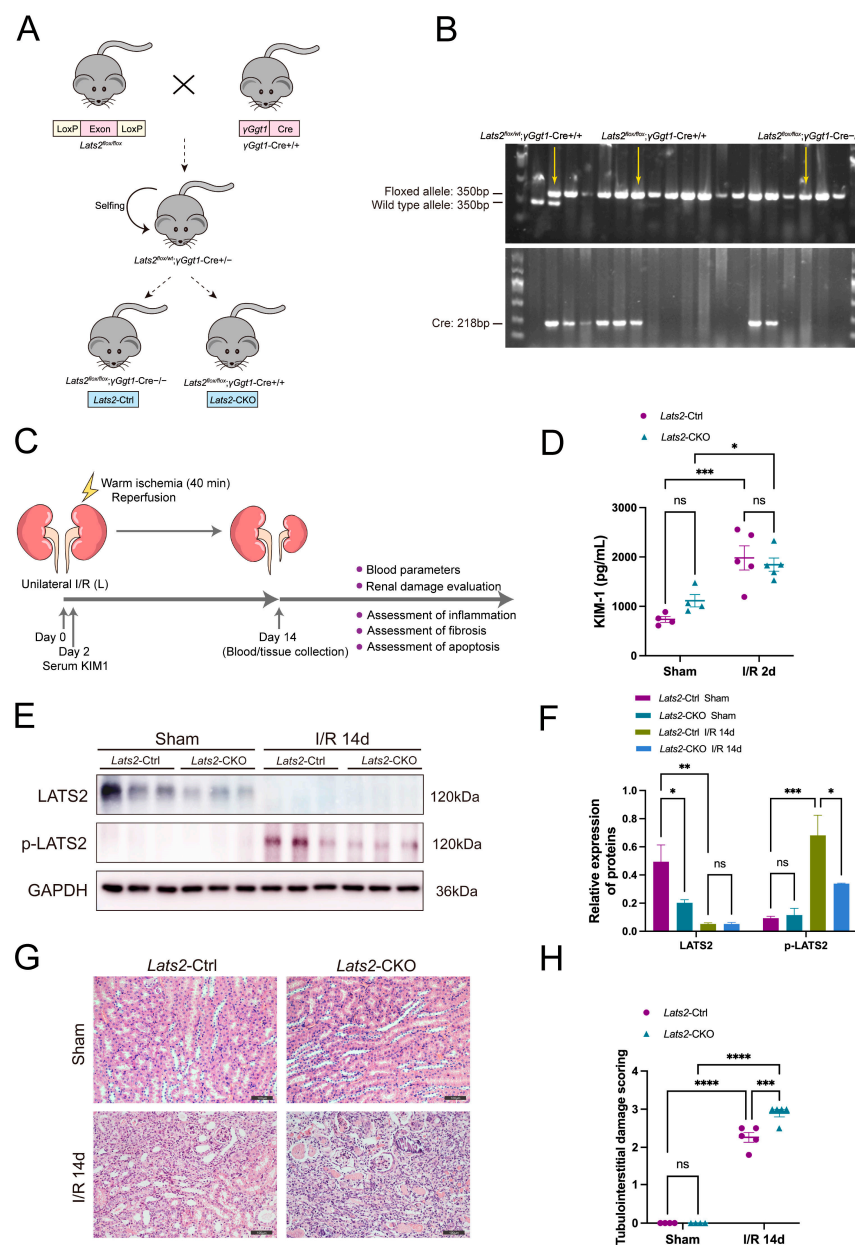 A
LoxP Exon LoxP
Lats2flox/flox
γGgt1 Cre
γGgt1-Cre+/+
Selfing
Lats2flox/wt;γGgt1-Cre+/−
Lats2flox/flox;γGgt1-Cre−/−
Lats2-Ctrl
Lats2flox/flox;γGgt1-Cre+/+
Lats2-CKO
B
Lats2flox/wt;γGgt1-Cre+/+
Lats2flox/flox;γGgt1-Cre+/+
Lats2flox/flox;γGgt1-Cre−/
Floxed allele: 350bp
Wild type allele: 350bp
Cre: 218bp
C
Warm ischemia (40 min)
Reperfusion
Unilateral I/R (L)
Day 0
Day 2
Serum KIM1
Day 14
(Blood/tissue collection)
Blood parameters
Renal damage evaluation
Assessment of inflammation
Assessment of fibrosis
Assessment of apoptosis
D
Lats2-Ctrl
Lats2-CKO
*
***
ns
ns
KIM-1 (pg/mL)
3000
2000
1000
0
Sham
I/R 2d
E
Sham
I/R 14d
Lats2-Ctrl
Lats2-CKO
Lats2-Ctrl
Lats2-CKO
LATS2
120kDa
p-LATS2
120kDa
GAPDH
36kDa
F
Lats2-Ctrl Sham
Lats2-CKO Sham
Lats2-Ctrl I/R 14d
Lats2-CKO I/R 14d
Relative expression
of proteins
1.0
0.8
0.6
0.4
0.2
0.0
**
*
ns
***
*
ns
LATS2
p-LATS2
G
Lats2-Ctrl
Lats2-CKO
Sham
I/R 14d
H
Lats2-Ctrl
Lats2-CKO
Tubulointerstitial damage scoring
4
3
2
1
0
****
****
***
ns
Sham
I/R 14d